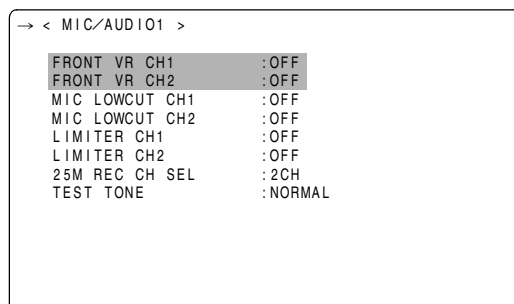 → < MIC/AUDIO1 >
FRONT VR CH1 :OFF
FRONT VR CH2 :OFF
MIC LOWCUT CH1 :OFF
MIC LOWCUT CH2 :OFF
LIMITER CH1 :OFF
LIMITER CH2 :OFF
25M REC CH SEL :2CH
TEST TONE :NORMAL